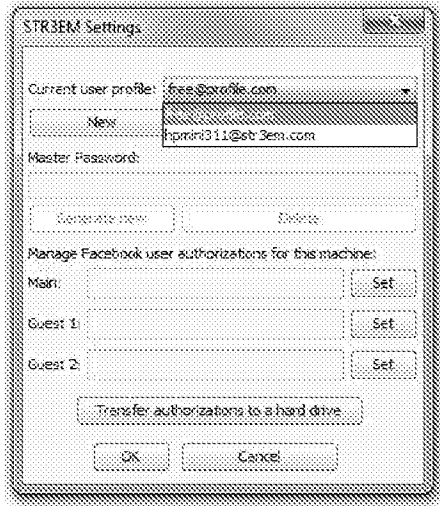 STR3EM Settings
Current user profile: free@profile.com
New
hpmini311@str3em.com
Master Password:
Generate new Delete
Manage Facebook user authorizations for this machine:
Main: Set
Guest 1: Set
Guest 2: Set
Transfer authorizations to a hard drive
OK Cancel